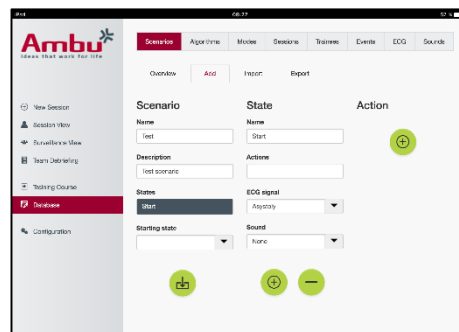 iPad
08.22
57 %
Ambu
Ideas that work for life
Scenarios
Algorithms
Modes
Sessions
Trainees
Events
ECG
Sounds
Overview
Add
Import
Export
New Session
Session View
Surveillance View
Team Debriefing
Training Course
Database
Configuration
Scenario
Name
Test
Description
Test scenario
States
Start
Starting state
State
Name
Start
Actions
ECG signal
Asystoly
Sound
None
Action